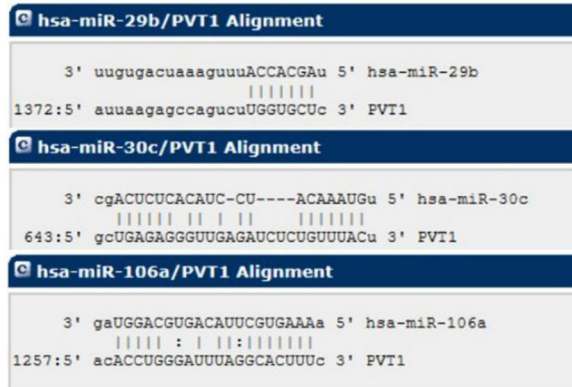 hsa-miR-29b/PVT1 Alignment
3' uugugacuaaaguuuACCACGAu 5' hsa-miR-29b
|||||||
1372:5' auuaagagccagucuUGGUGCUc 3' PVT1
hsa-miR-30c/PVT1 Alignment
3' cgACUCUCACAUC-CU----ACAAAUGu 5' hsa-miR-30c
|||||| || | || |||||||
643:5' gcUGAGAGGGUUGAGAUCUCUGUUUACu 3' PVT1
hsa-miR-106a/PVT1 Alignment
3' gaUGGACGUGACAUUCGUGAAAa 5' hsa-miR-106a
||||| : | ||:|||||||
1257:5' acACCUGGGAUUUAGGCACUUUc 3' PVT1